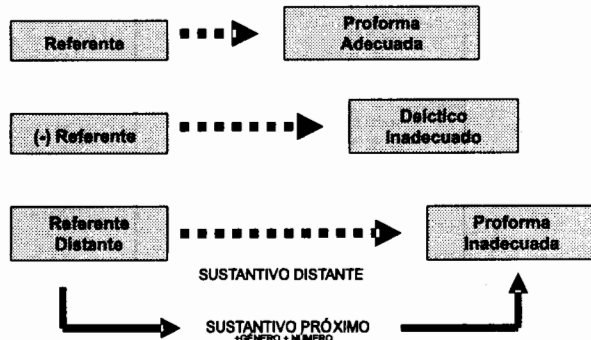 Referente
Proforma
Adecuada
(-) Referente
Deíctico
Inadecuado
Referente
Distante
Proforma
Inadecuada
SUSTANTIVO DISTANTE
SUSTANTIVO PRÓXIMO
+GÉNERO + NÚMERO